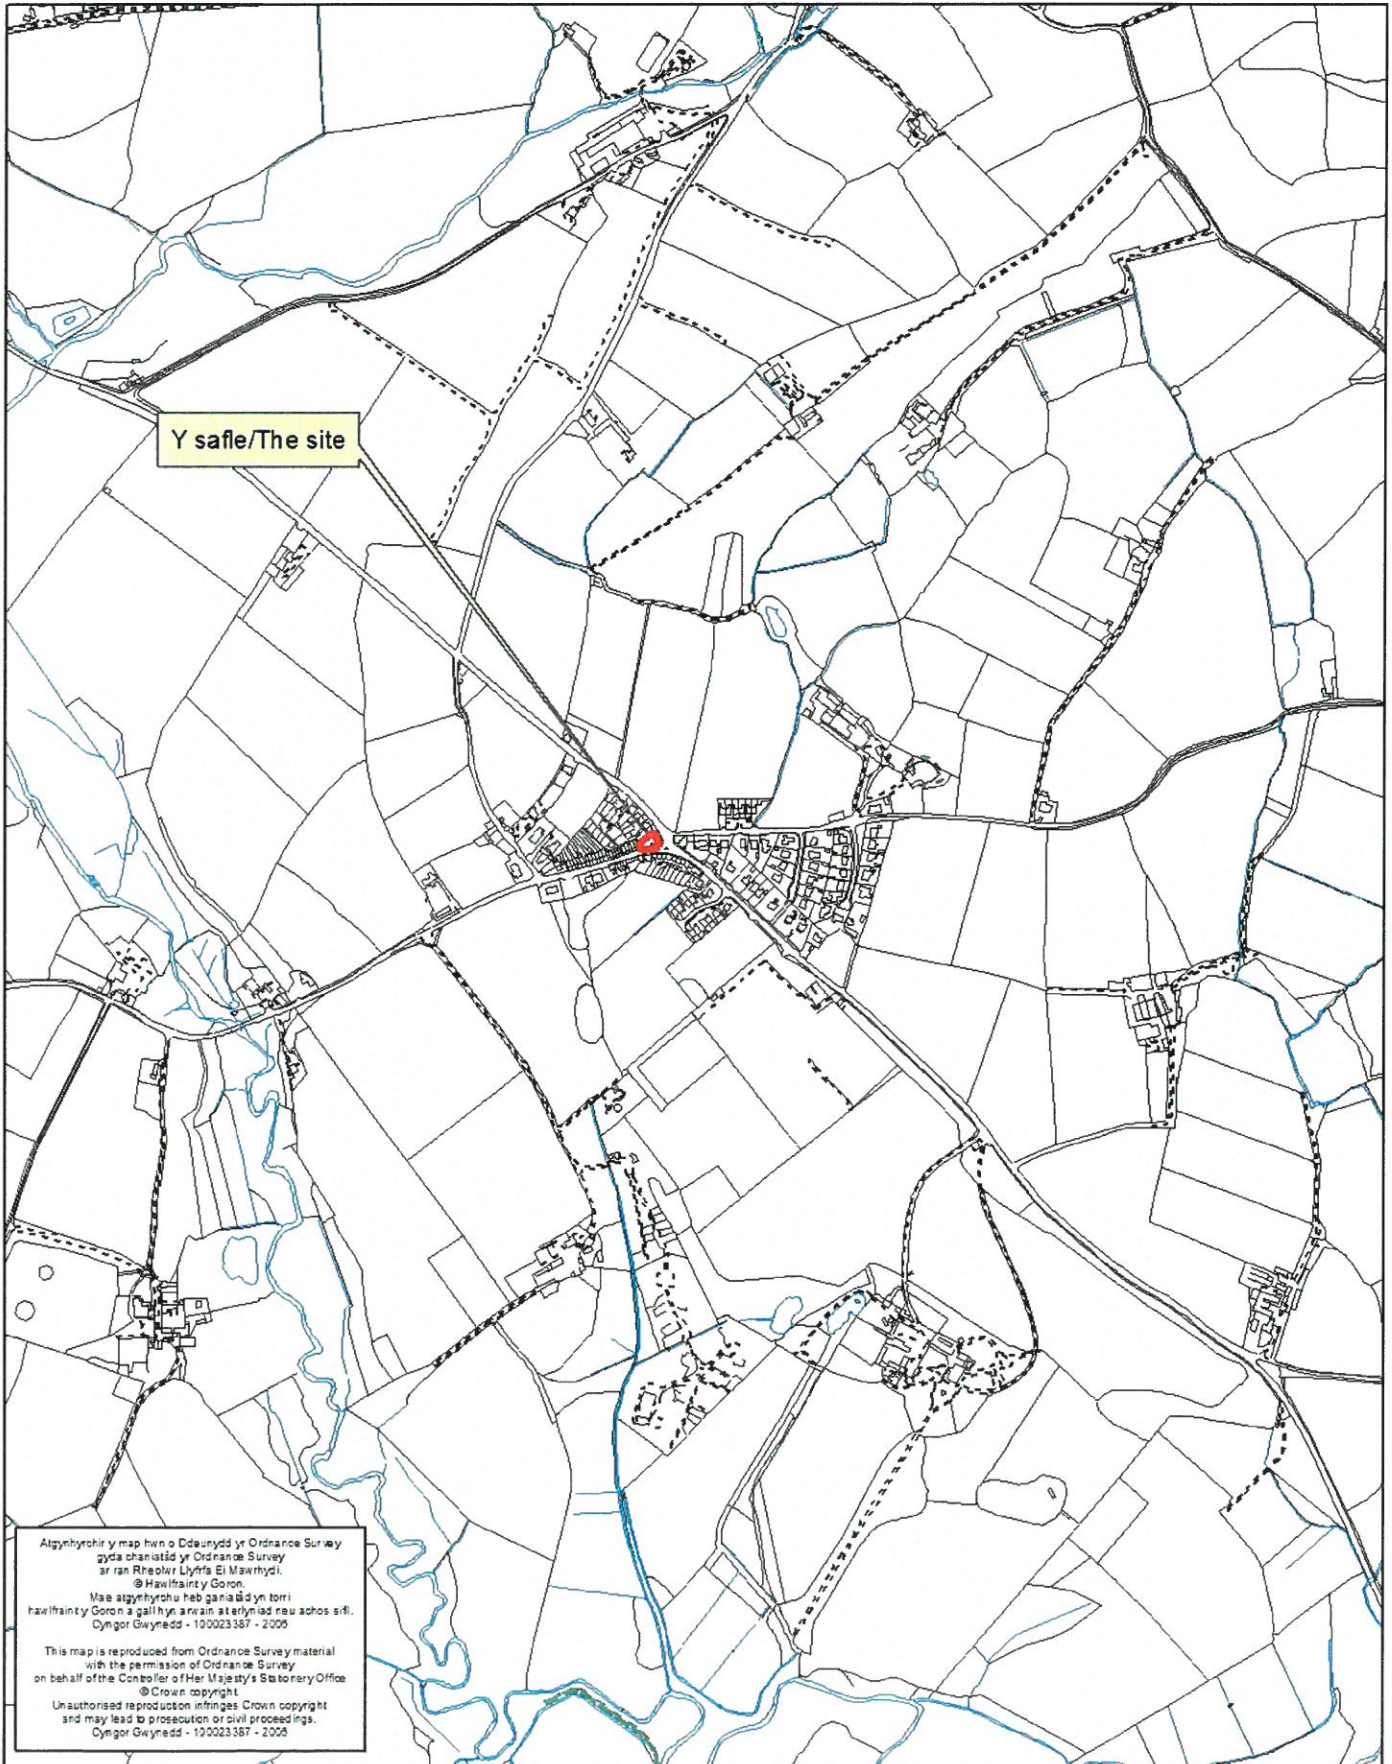 Y safle/The site
Atgynhyrchir y map hwn o Ddeunydd yr Ordnance Survey
gyda chaniatâd yr Ordnance Survey
ar ran Rheolwr Llyfrfa Ei Mawrhydi.
© Hawlfraint y Goron.
Mae atgynhyrchu heb ganiatâd yn torri
hawlfraint y Goron a gall hyn arwain at erlyniad neu achos sifil.
Cyngor Gwynedd - 100023387 - 2005
This map is reproduced from Ordnance Survey material
with the permission of Ordnance Survey
on behalf of the Controller of Her Majesty's Stationery Office
© Crown copyright
Unauthorised reproduction infringes Crown copyright
and may lead to prosecution or civil proceedings.
Cyngor Gwynedd - 100023387 - 2005